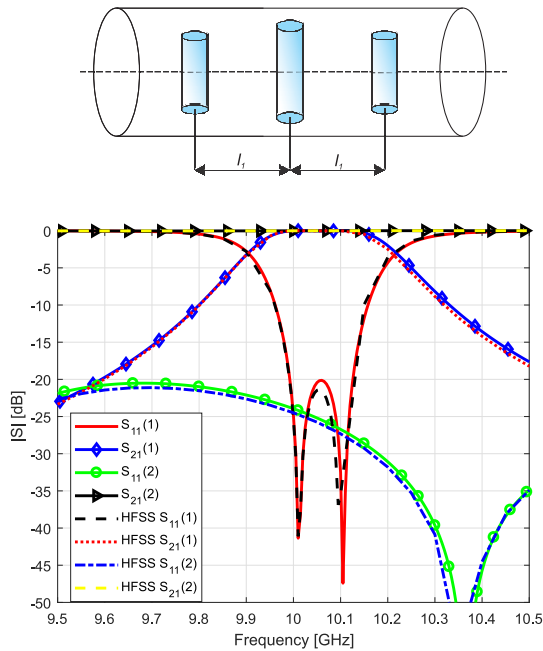 l₁ l₁
0
-5
-10
-15
-20
-25
-30
-35
-40
-45
-50
|S| [dB]
S₁₁(1)
S₂₁(1)
S₁₁(2)
S₂₁(2)
HFSS S₁₁(1)
HFSS S₂₁(1)
HFSS S₁₁(2)
HFSS S₂₁(2)
9.5 9.6 9.7 9.8 9.9 10 10.1 10.2 10.3 10.4 10.5
Frequency [GHz]